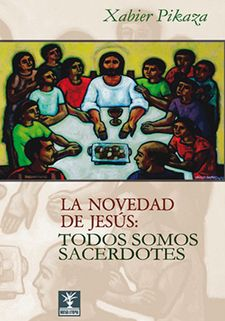 Xabier Pikaza
LA NOVEDAD
DE JESÚS:
TODOS SOMOS
SACERDOTES